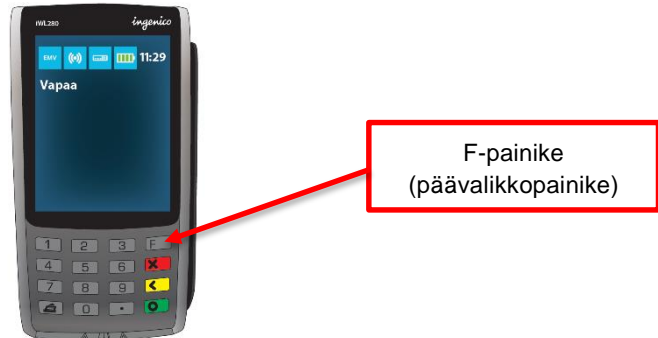 iWL280 ingenico
EMV 11:29
Vapaa
F-painike
(päävalikkopainike)
1 2 3 F
4 5 6
7 8 9
0 .